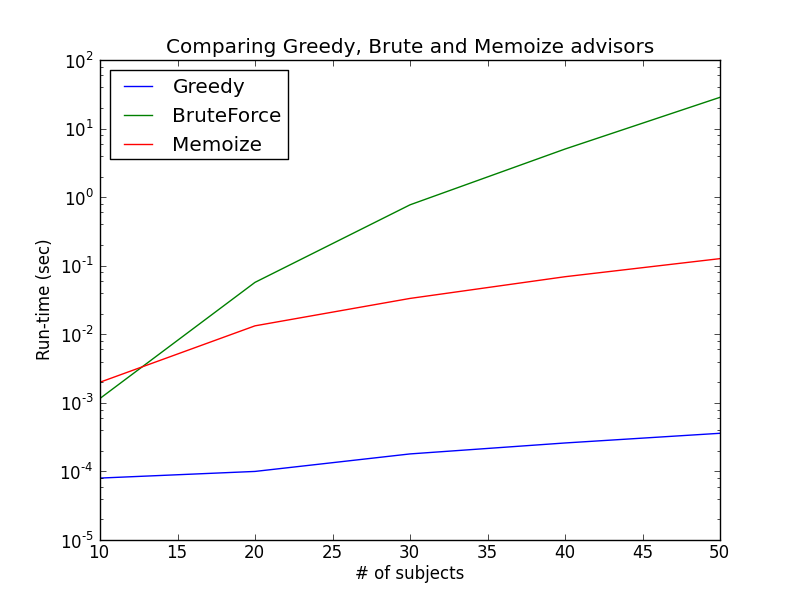 Comparing Greedy, Brute and Memoize advisors
Greedy
BruteForce
Memoize
10^2
10^1
10^0
10^-1
10^-2
10^-3
10^-4
10^-5
Run-time (sec)
10 15 20 25 30 35 40 45 50
# of subjects